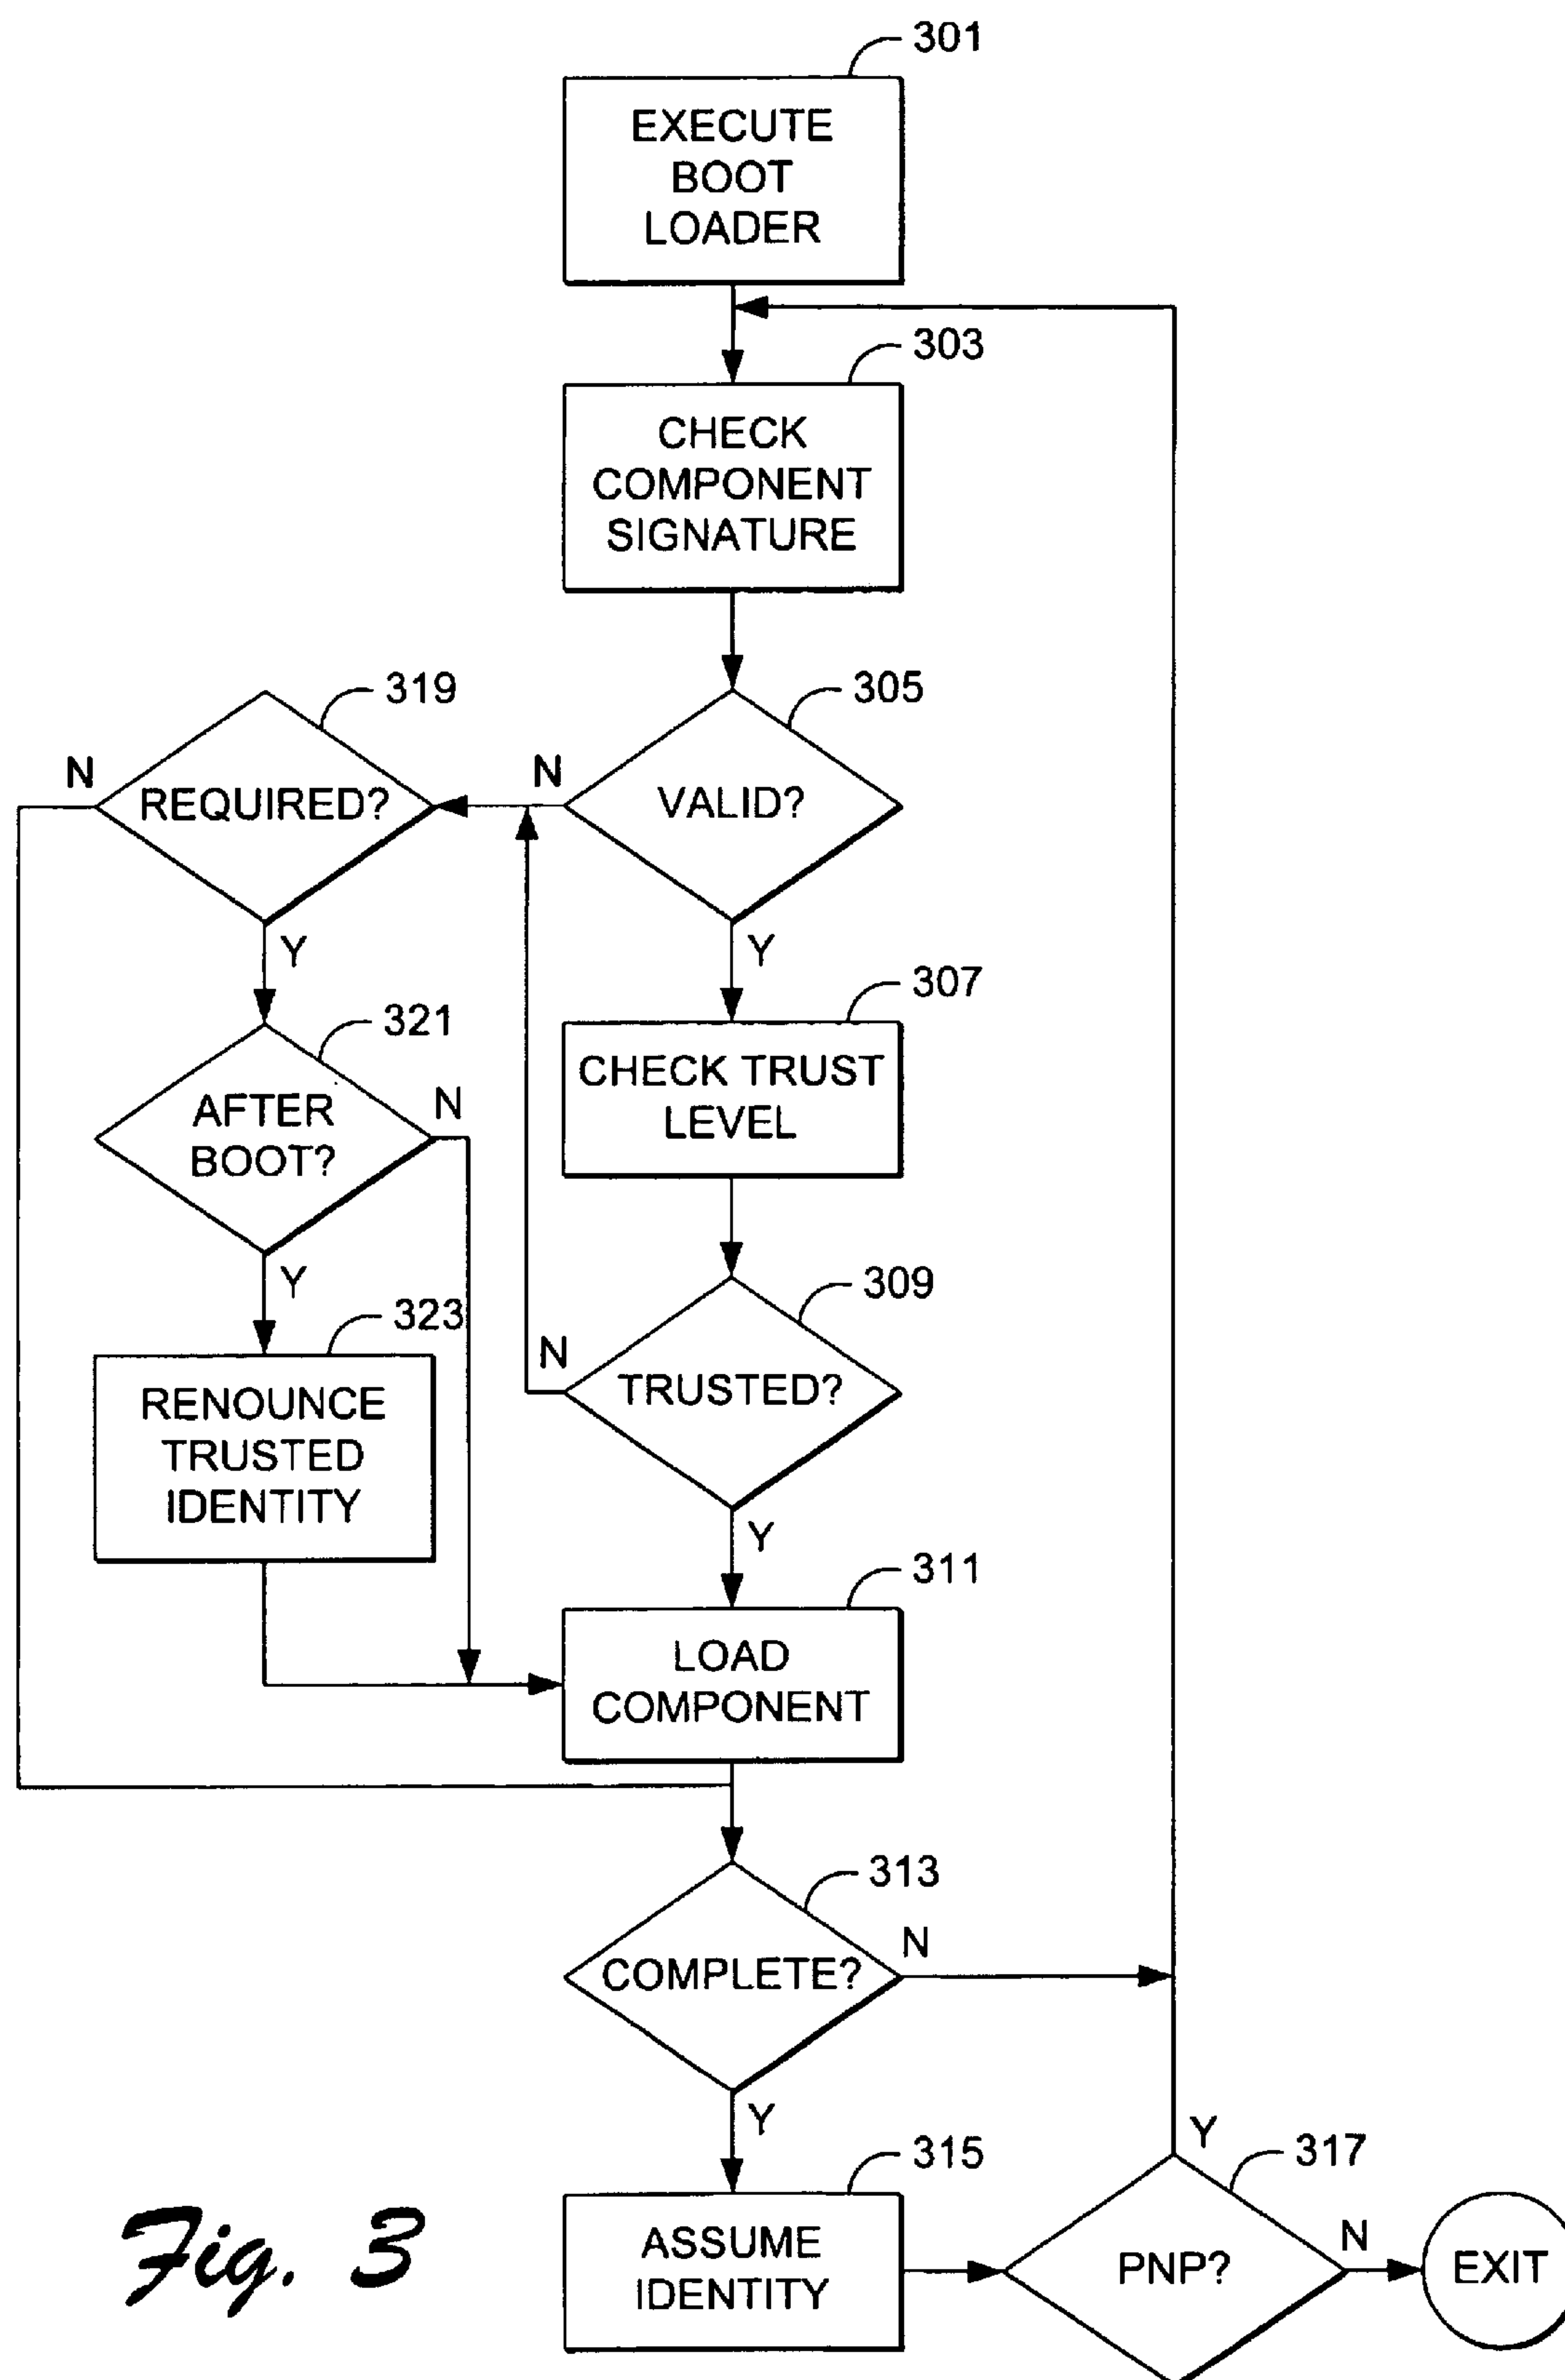 301
EXECUTE
BOOT
LOADER
303
CHECK
COMPONENT
SIGNATURE
319
305
N
REQUIRED?
N
VALID?
Y
Y
307
321
CHECK TRUST
LEVEL
AFTER
BOOT?
N
Y
309
323
N
TRUSTED?
RENOUNCE
TRUSTED
IDENTITY
Y
311
LOAD
COMPONENT
313
COMPLETE?
N
Y
Y
315
317
ASSUME
IDENTITY
PNP?
N
EXIT
Fig. 3